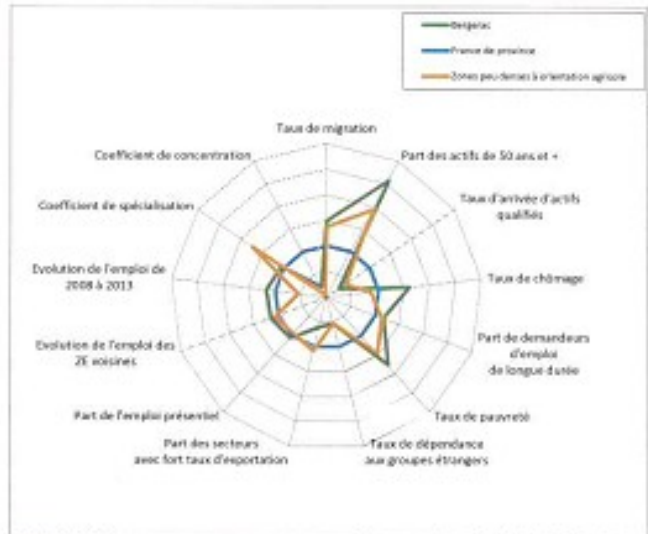 Bergerac
France de province
Zones peu denses à orientation agricole
Taux de migration
Coefficient de concentration
Part des actifs de 50 ans et +
Coefficient de spécialisation
Taux d'arrivée d'actifs
qualifiés
Evolution de l'emploi de
2008 à 2013
Taux de chômage
Evolution de l'emploi des
ZE voisines
Part de demandeurs
d'emploi
de longue durée
Part de l'emploi présentiel
Taux de pauvreté
Part des secteurs
avec fort taux d'exportation
Taux de dépendance
aux groupes étrangers